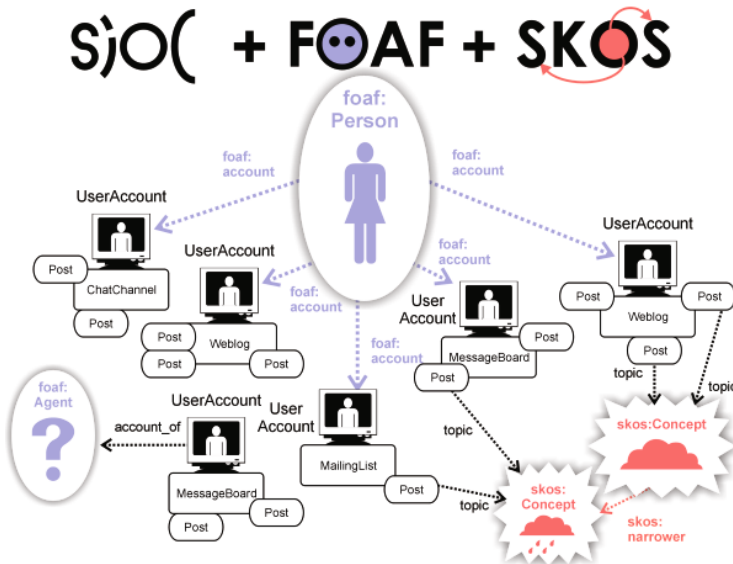 sioc + FOAF + SKOS
foaf:
Person
foaf:
account
foaf:
account
UserAccount
UserAccount
Post
ChatChannel
Post
UserAccount
foaf:
account
foaf:
account
User
Account
Post
Post
Weblog
Post
Weblog
Post
Post
Post
foaf:
account
Post
MessageBoard
Post
topic
topic
foaf:
Agent
account_of
UserAccount
User
Account
topic
skos:Concept
MailingList
MessageBoard
Post
Post
Post
topic
skos:
Concept
skos:
narrower